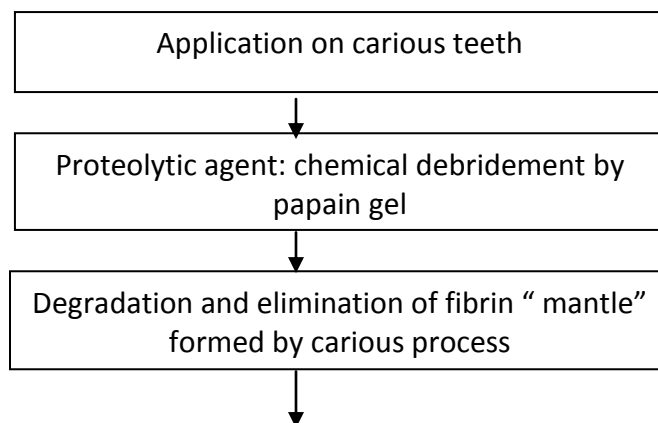 Application on carious teeth
Proteolytic agent: chemical debridement by
papain gel
Degradation and elimination of fibrin “ mantle”
formed by carious process